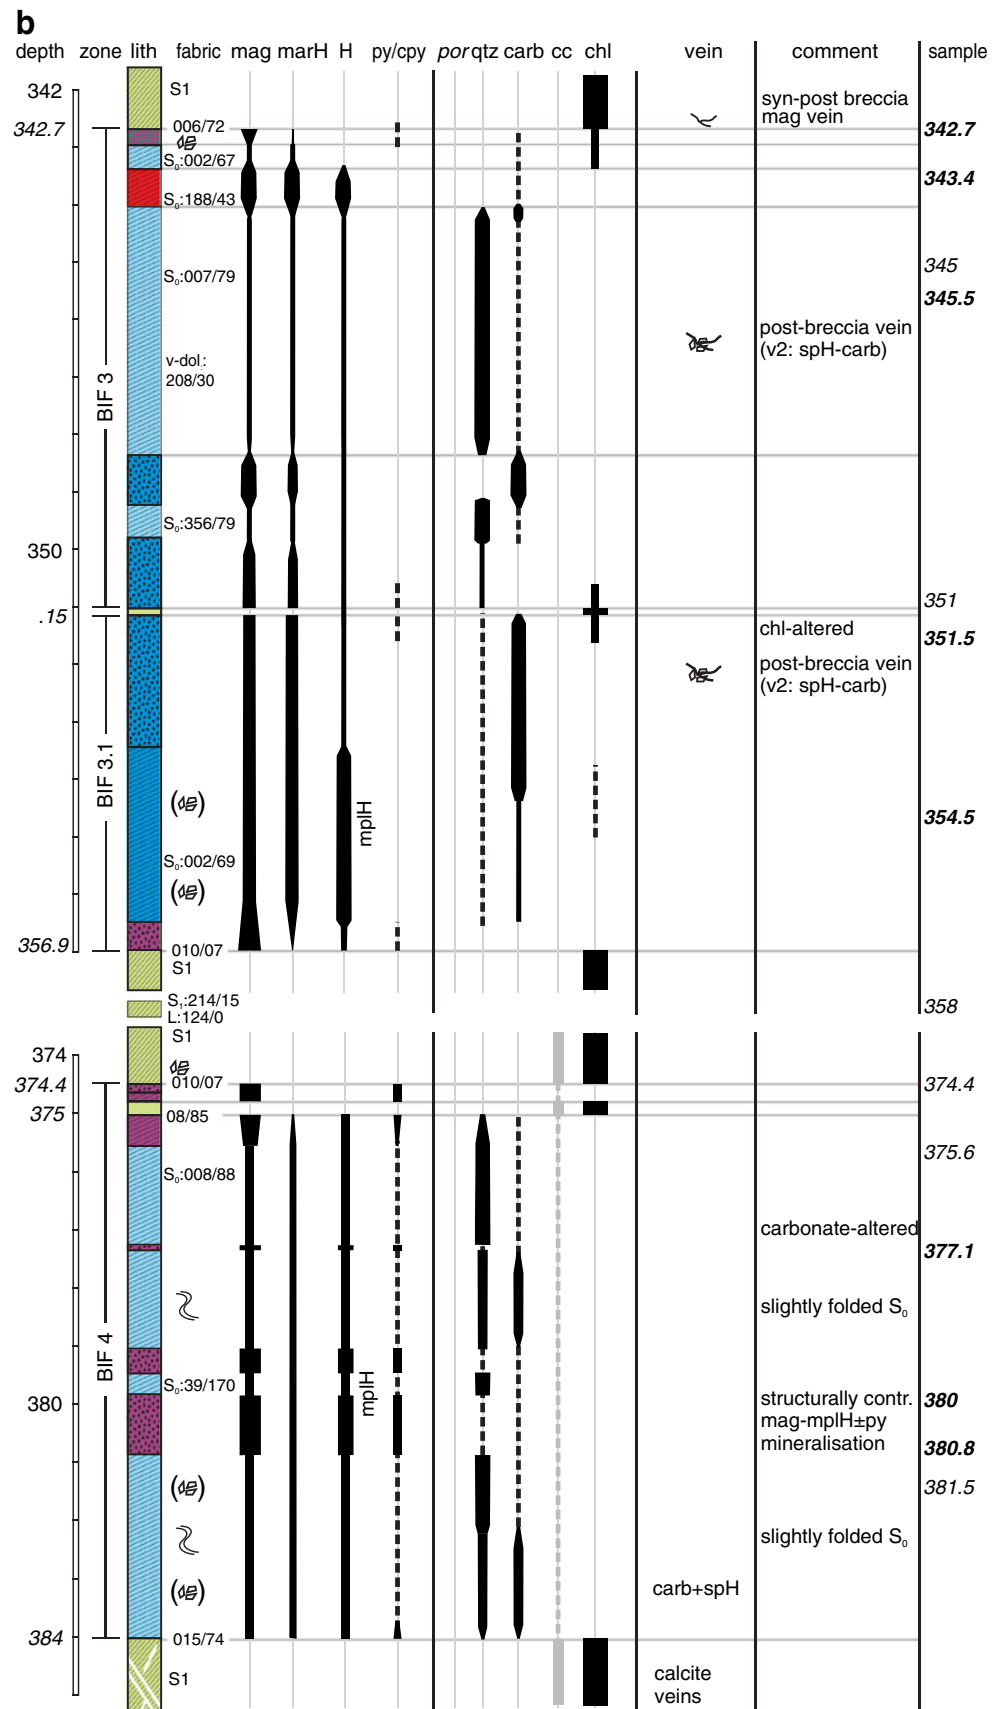 b
depth zone lith fabric mag marH H py/cpy por qtz carb cc chl vein comment sample
342
S1
syn-post breccia
mag vein
342.7
006/72
342.7
S0:002/67
343.4
S0:188/43
345
S0:007/79
345.5
post-breccia vein
(v2: spH-carb)
v-dol:
208/30
BIF 3
S0:356/79
350
351
.15
chl-altered
351.5
post-breccia vein
(v2: spH-carb)
BIF 3.1
mplH
354.5
S0:002/69
356.9
010/07
S1
S1:214/15
358
L:124/0
S1
374
374.4
010/07
374.4
375
08/85
375.6
S0:008/88
carbonate-altered
377.1
slightly folded S0
BIF 4
S0:39/170
mplH
380
structurally contr.
380
mag-mplH±py
mineralisation
380.8
381.5
slightly folded S0
carb+spH
384
015/74
S1
calcite
veins